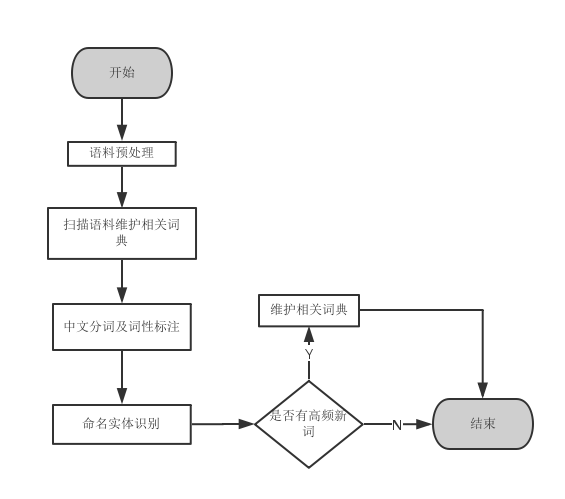 开始
语料预处理
扫描语料维护相关词
典
中文分词及词性标注
命名实体识别
维护相关词典
Y
是否有高频新
词
N
结束